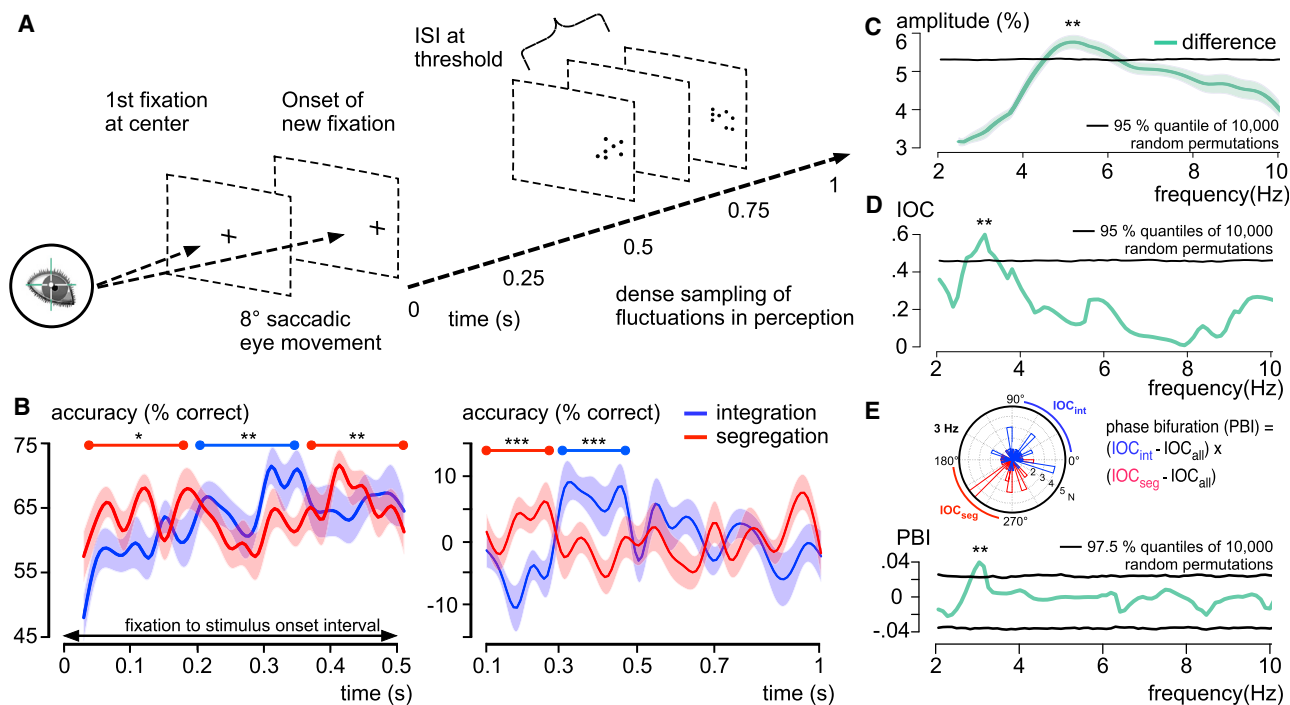 A
1st fixation
at center
Onset of
new fixation
ISI at
threshold
8° saccadic
eye movement
0
0.25
0.5
0.75
1
time (s)
dense sampling of
fluctuations in perception
B
accuracy (% correct)
75
65
55
45
*
**
**
fixation to stimulus onset interval
0
0.1
0.2
0.3
0.4
0.5
time (s)
accuracy (% correct)
integration
segregation
10
0
-10
***
***
0.1
0.3
0.5
0.7
1
time (s)
C
amplitude (%)
**
difference
6
5
4
3
95 % quantile of 10,000
random permutations
2
4
6
8
10
frequency(Hz)
D
IOC
**
.6
.4
.2
0
95 % quantiles of 10,000
random permutations
2
4
6
8
10
frequency(Hz)
E
3 Hz
90°
0°
180°
270°
IOCint
IOCseg
2
3
4
5
N
phase bifuration (PBI) =
(IOCint - IOCall) x
(IOCseg - IOCall)
PBI
**
97.5 % quantiles of 10,000
random permutations
.04
0
-.04
2
4
6
8
10
frequency(Hz)